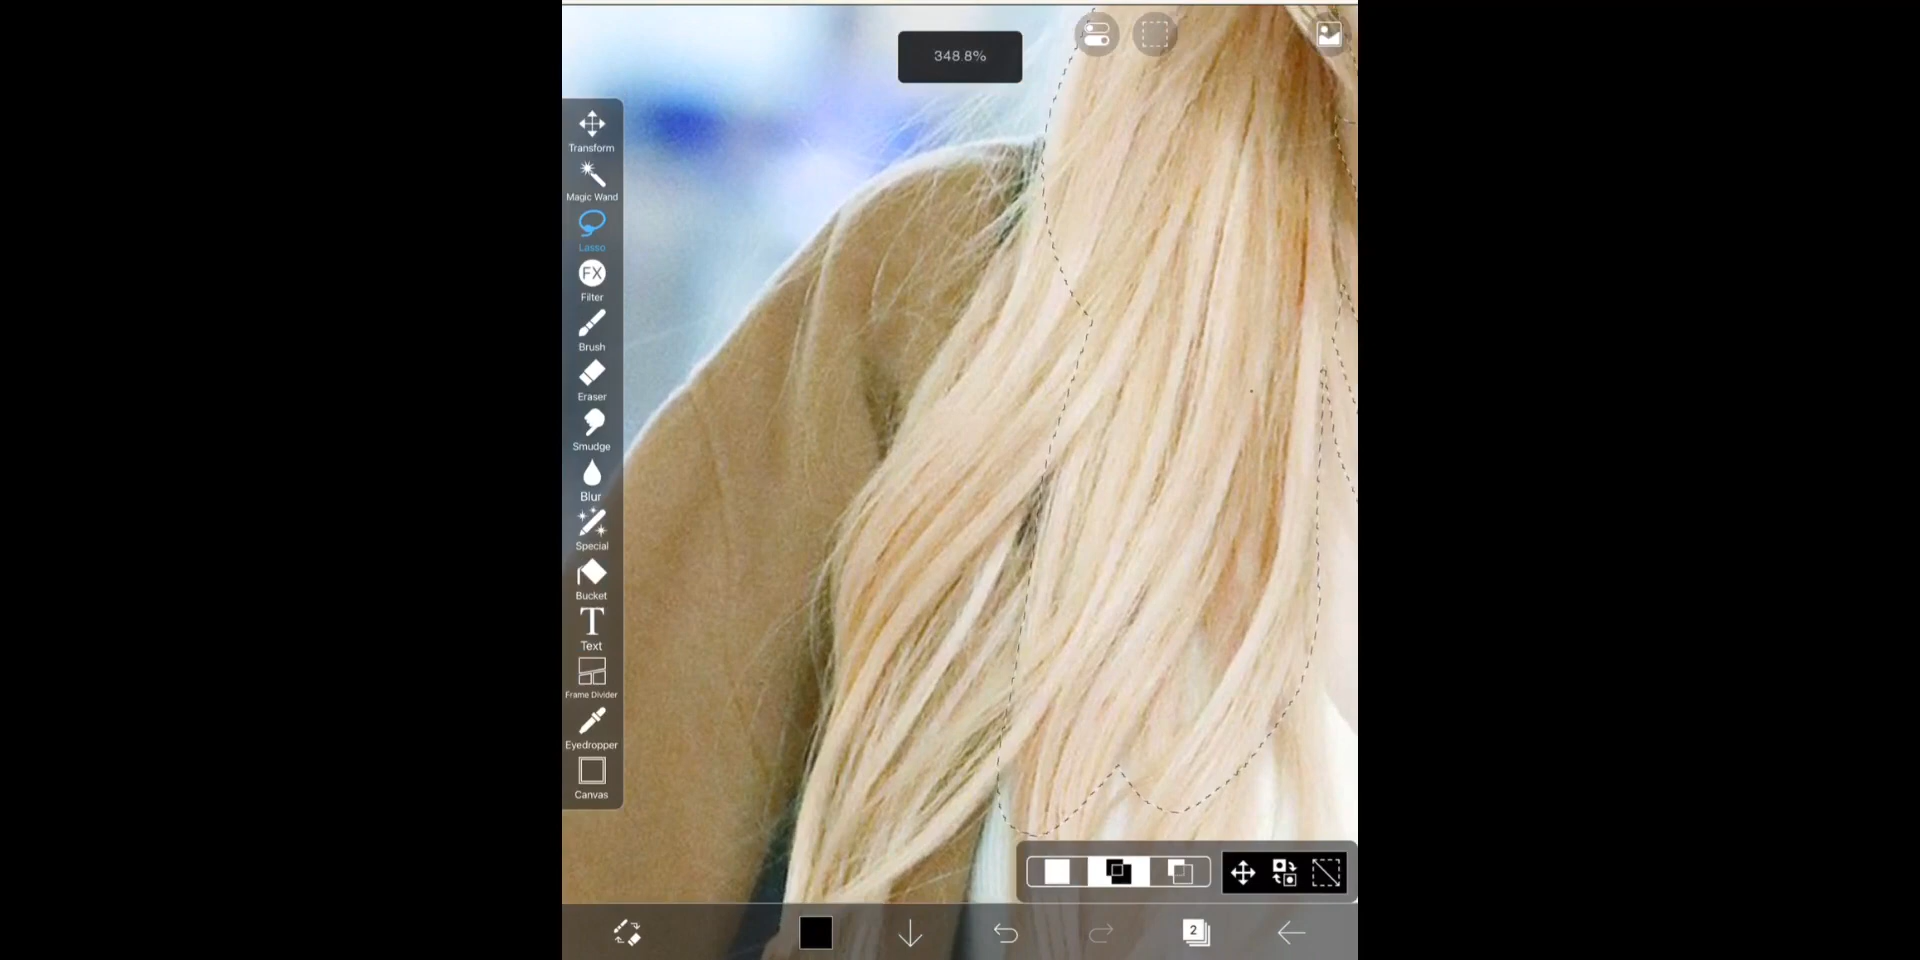 348.8%
Transform
Magic Wand
Lasso
FX
Filter
Brush
Eraser
Smudge
Blur
Special
Bucket
T
Text
Frame Divider
Eyedropper
Canvas
2